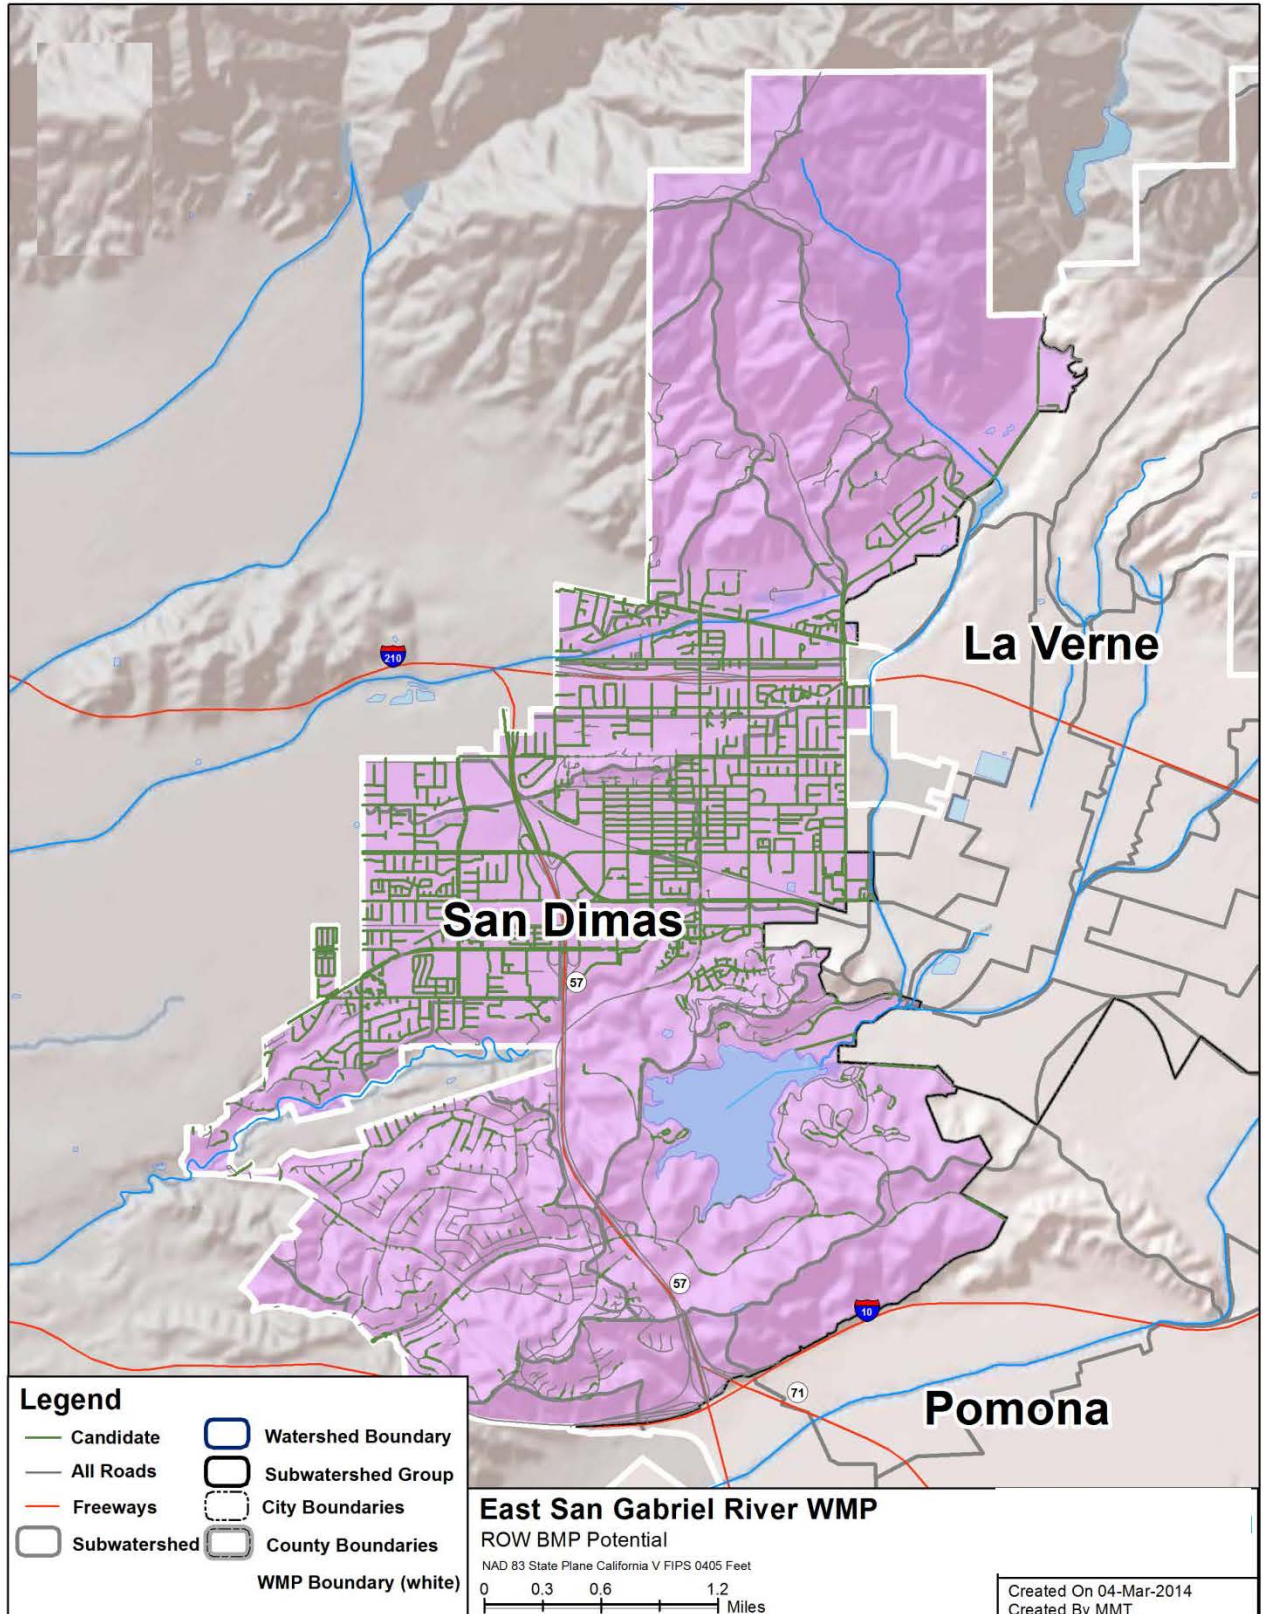 210
La Verne
San Dimas
57
57
10
71
Pomona
Legend
Candidate
All Roads
Freeways
Subwatershed
Watershed Boundary
Subwatershed Group
City Boundaries
County Boundaries
WMP Boundary (white)
East San Gabriel River WMP
ROW BMP Potential
NAD 83 State Plane California V FIPS 0405 Feet
0 0.3 0.6 1.2
Miles
Created On 04-Mar-2014
Created By MMT